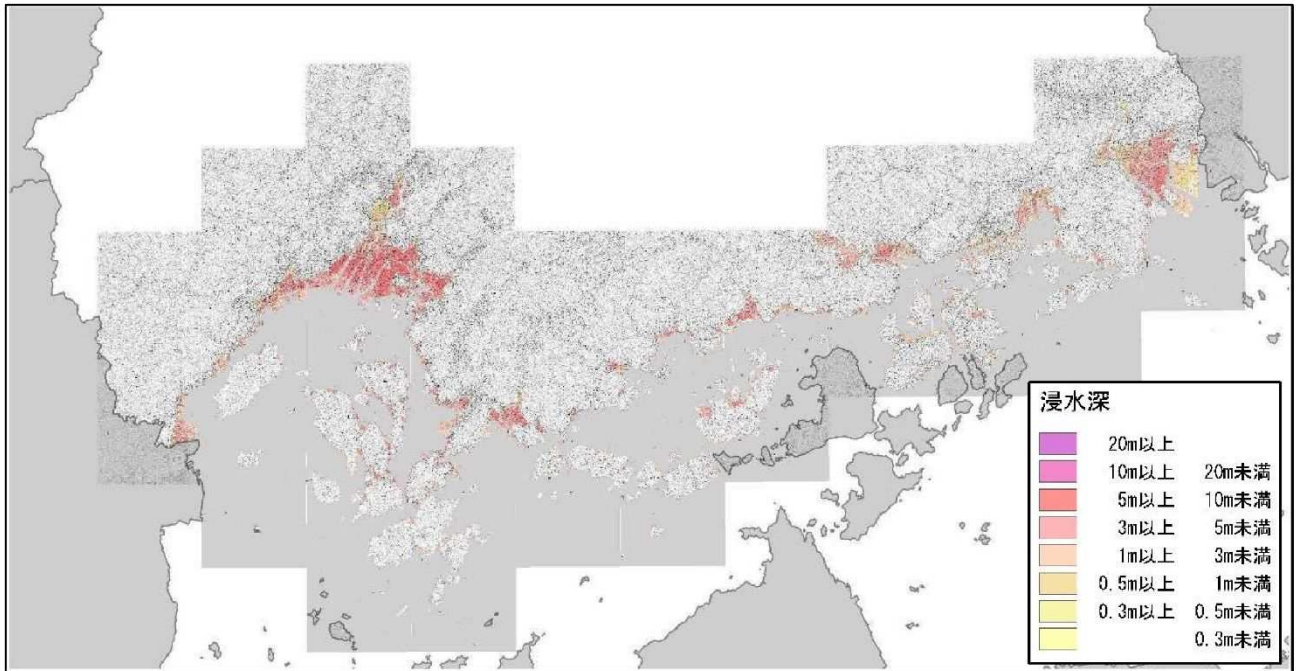 浸水深
20m以上
10m以上 20m未満
5m以上 10m未満
3m以上 5m未満
1m以上 3m未満
0.5m以上 1m未満
0.3m以上 0.5m未満
0.3m未満